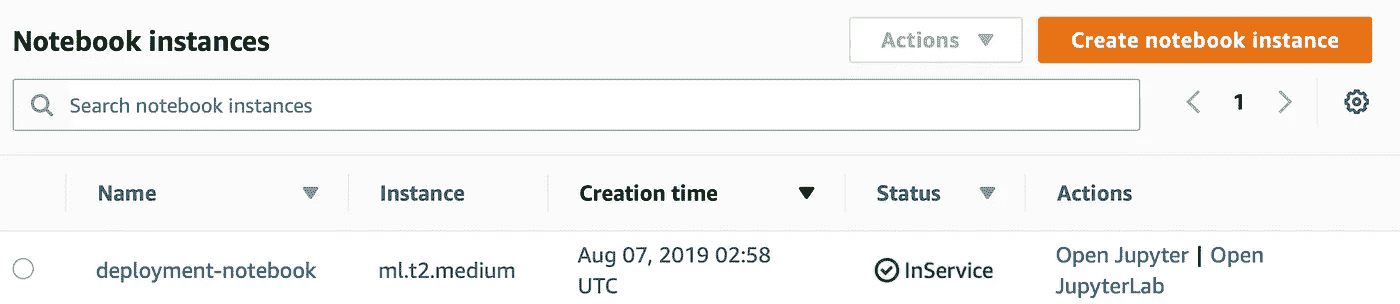 Notebook instances
Actions
Create notebook instance
Search notebook instances
1
Name
Instance
Creation time
Status
Actions
deployment-notebook
ml.t2.medium
Aug 07, 2019 02:58
UTC
InService
Open Jupyter | Open
JupyterLab